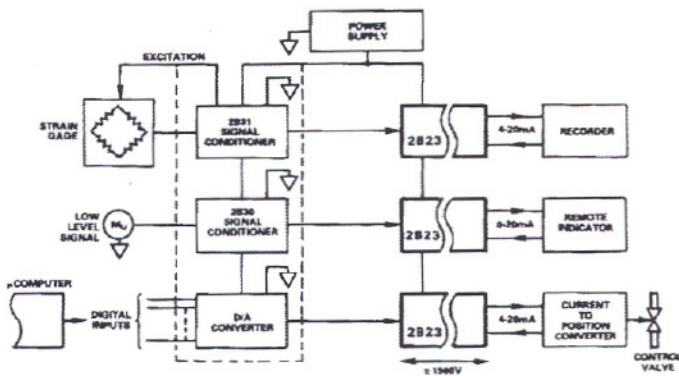 POWER
SUPPLY
EXCITATION
STRAIN
GAGE
2B31
SIGNAL
CONDITIONER
2B23
4-20mA
RECORDER
LOW
LEVEL
SIGNAL
2B30
SIGNAL
CONDITIONER
2B23
0-20mA
REMOTE
INDICATOR
μCOMPUTER
DIGITAL
INPUTS
D/A
CONVERTER
2B23
4-20mA
CURRENT
TO
POSITION
CONVERTER
CONTROL
VALVE
± 1500V